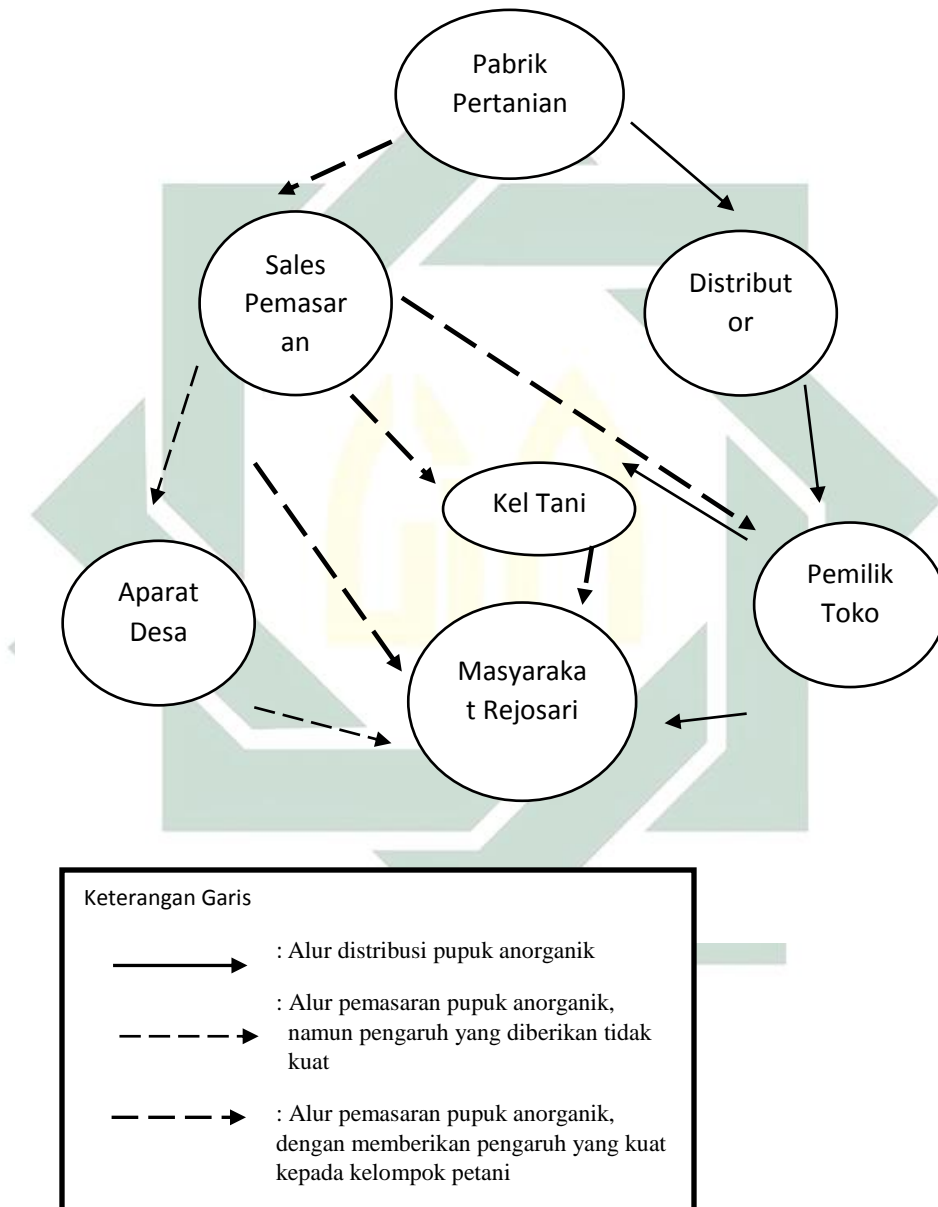 Pabrik
Pertanian
Sales
Pemasar
an
Distribut
or
Kel Tani
Aparat
Desa
Pemilik
Toko
Masyaraka
t Rejosari
Keterangan Garis
: Alur distribusi pupuk anorganik
: Alur pemasaran pupuk anorganik,
namun pengaruh yang diberikan tidak
kuat
: Alur pemasaran pupuk anorganik,
dengan memberikan pengaruh yang kuat
kepada kelompok petani